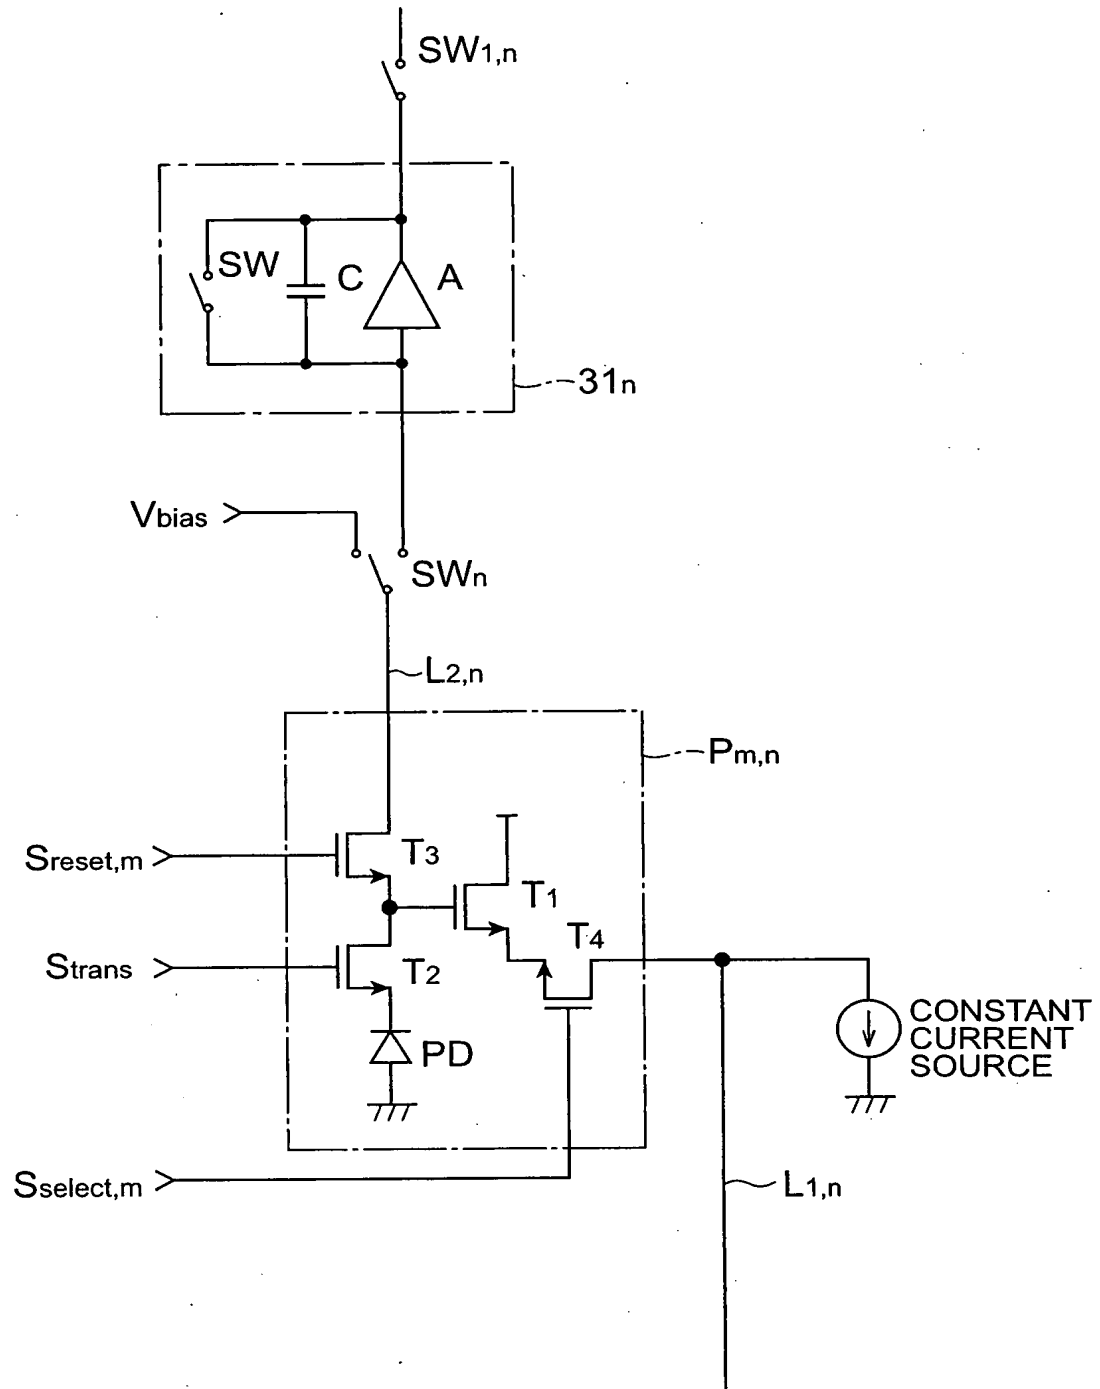 SW1,n
SW
C
A
31n
Vbias
SWn
L2,n
Pm,n
Sreset,m
T3
T1
T4
Strans
T2
PD
CONSTANT
CURRENT
SOURCE
Sselect,m
L1,n